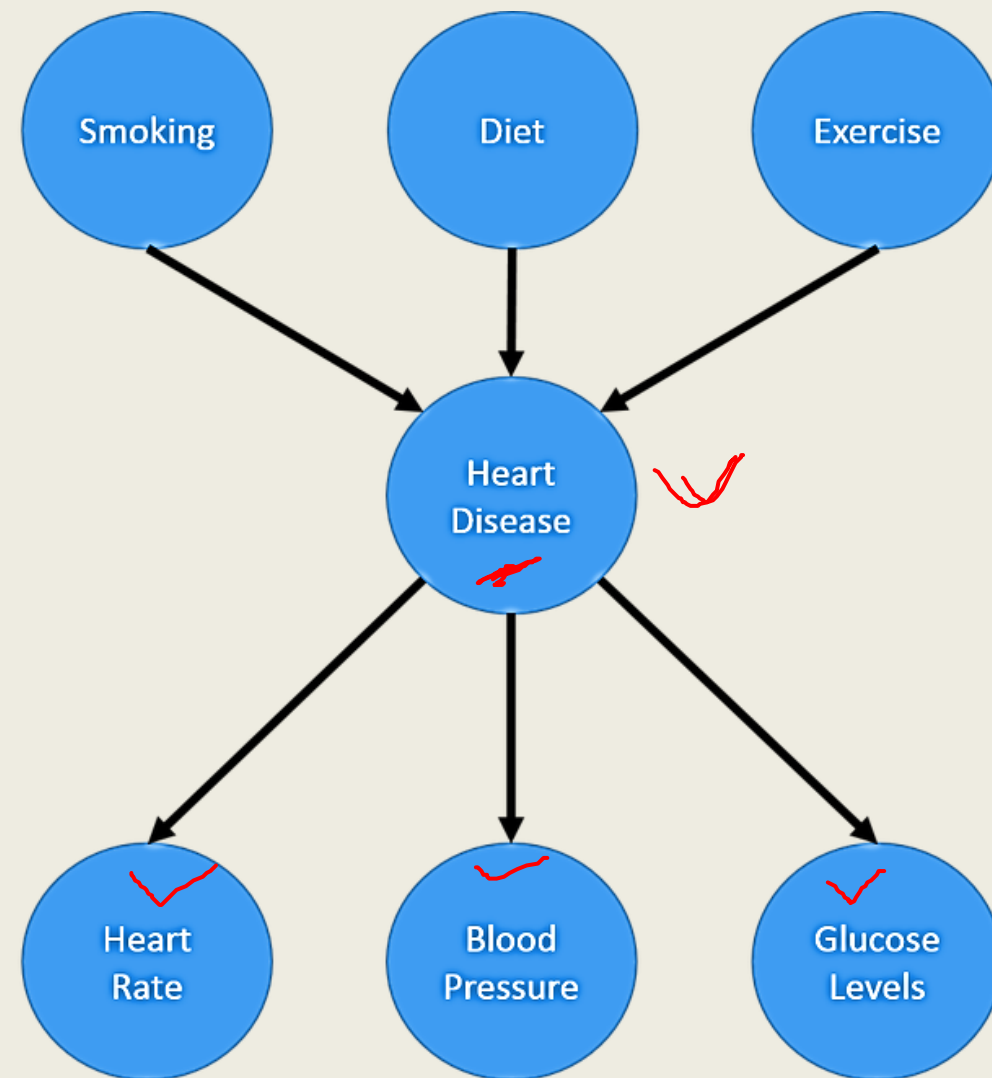 Smoking
Diet
Exercise
Heart
Disease
Heart
Rate
Blood
Pressure
Glucose
Levels